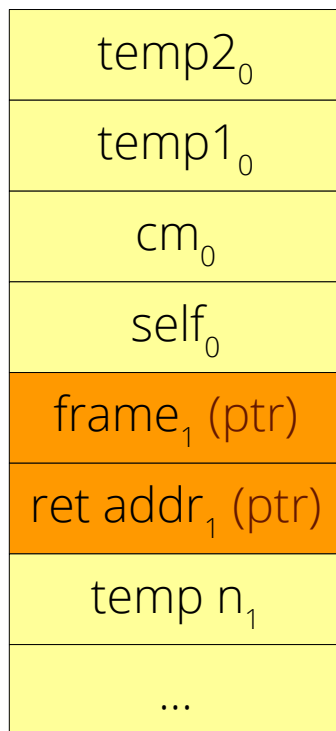 temp2₀
temp1₀
cm₀
self₀
frame₁ (ptr)
ret addr₁ (ptr)
temp n₁
...